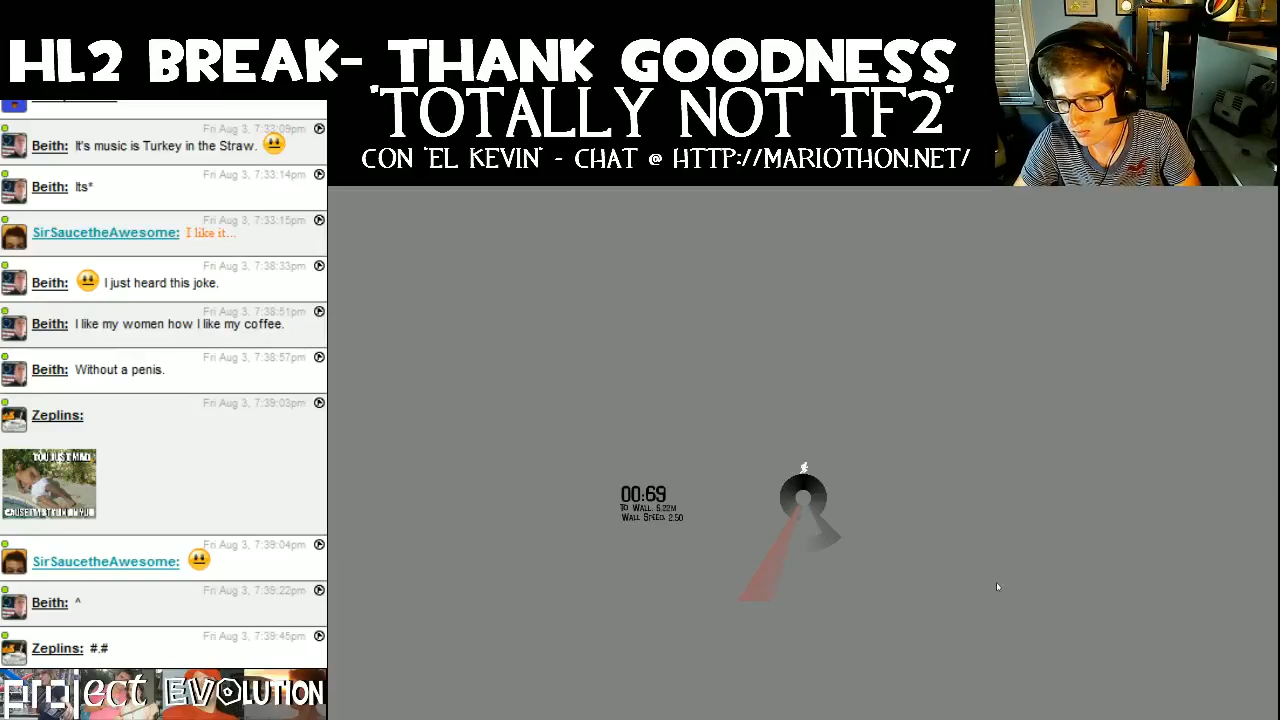 HL2 BREAK- THANK GOODNESS
"TOTALLY NOT TF2"
CON 'EL KEVIN' - CHAT @ HTTP://MARIOTHON.NET/
Fri Aug 3, 7:33:09pm
Beith: It's music is Turkey in the Straw.
Fri Aug 3, 7:33:14pm
Beith: Its*
Fri Aug 3, 7:33:15pm
SirSaucetheAwesome: I like it...
Fri Aug 3, 7:38:33pm
Beith: I just heard this joke.
Fri Aug 3, 7:38:51pm
Beith: I like my women how I like my coffee.
Fri Aug 3, 7:38:57pm
Beith: Without a penis.
Fri Aug 3, 7:39:03pm
Zeplins:
YOU JUST MAD
Fri Aug 3, 7:39:04pm
SirSaucetheAwesome:
Fri Aug 3, 7:39:22pm
Beith: ^
Fri Aug 3, 7:39:45pm
Zeplins: #.#
project EVOLUTION
00:69
To Wall: 5.22M
Wall Speed: 2.50